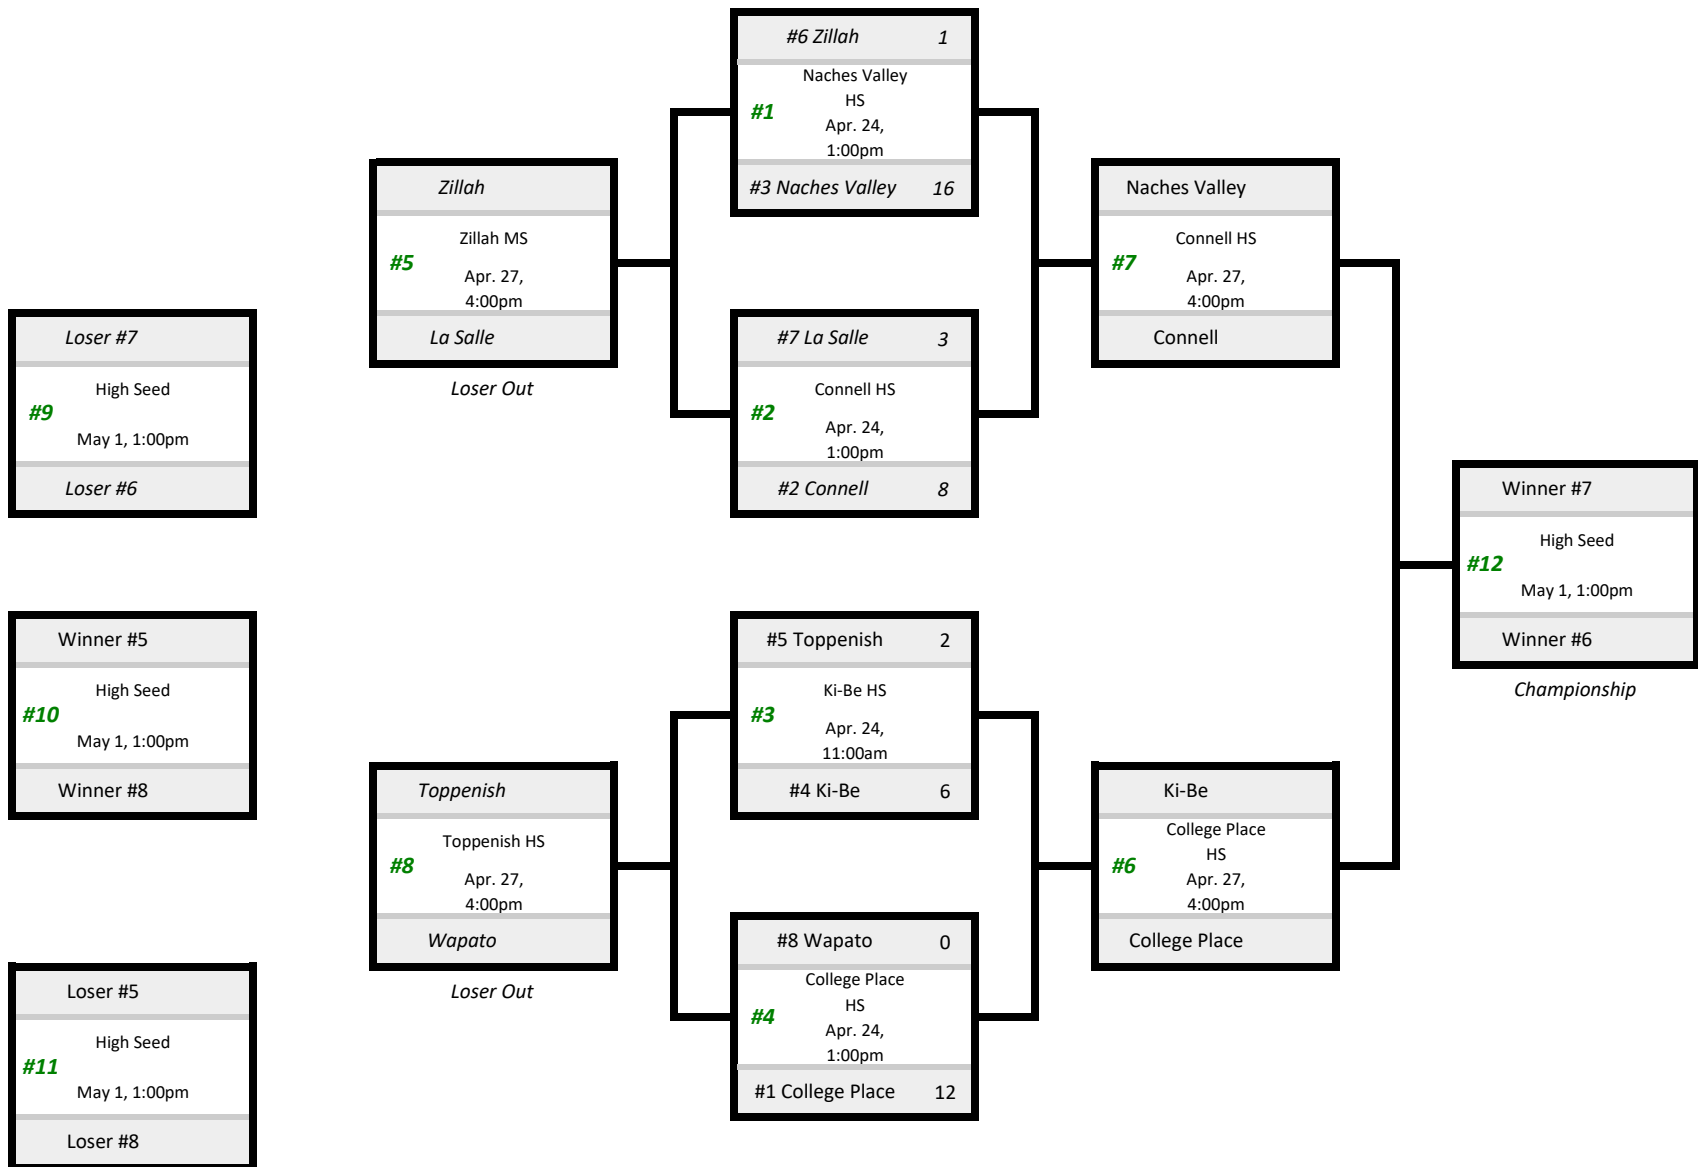 #6 Zillah 1
Naches Valley
HS
#1
Apr. 24,
1:00pm
#3 Naches Valley 16
Zillah
Zillah MS
#5
Apr. 27,
4:00pm
La Salle
Loser Out
Naches Valley
Connell HS
#7
Apr. 27,
4:00pm
Connell
Loser #7
High Seed
#9
May 1, 1:00pm
Loser #6
#7 La Salle 3
Connell HS
#2
Apr. 24,
1:00pm
#2 Connell 8
Winner #7
High Seed
#12
May 1, 1:00pm
Winner #6
Championship
Winner #5
High Seed
#10
May 1, 1:00pm
Winner #8
#5 Toppenish 2
Ki-Be HS
#3
Apr. 24,
11:00am
#4 Ki-Be 6
Toppenish
Toppenish HS
#8
Apr. 27,
4:00pm
Wapato
Loser Out
Ki-Be
College Place
HS
#6
Apr. 27,
4:00pm
College Place
#8 Wapato 0
College Place
HS
#4
Apr. 24,
1:00pm
#1 College Place 12
Loser #5
High Seed
#11
May 1, 1:00pm
Loser #8